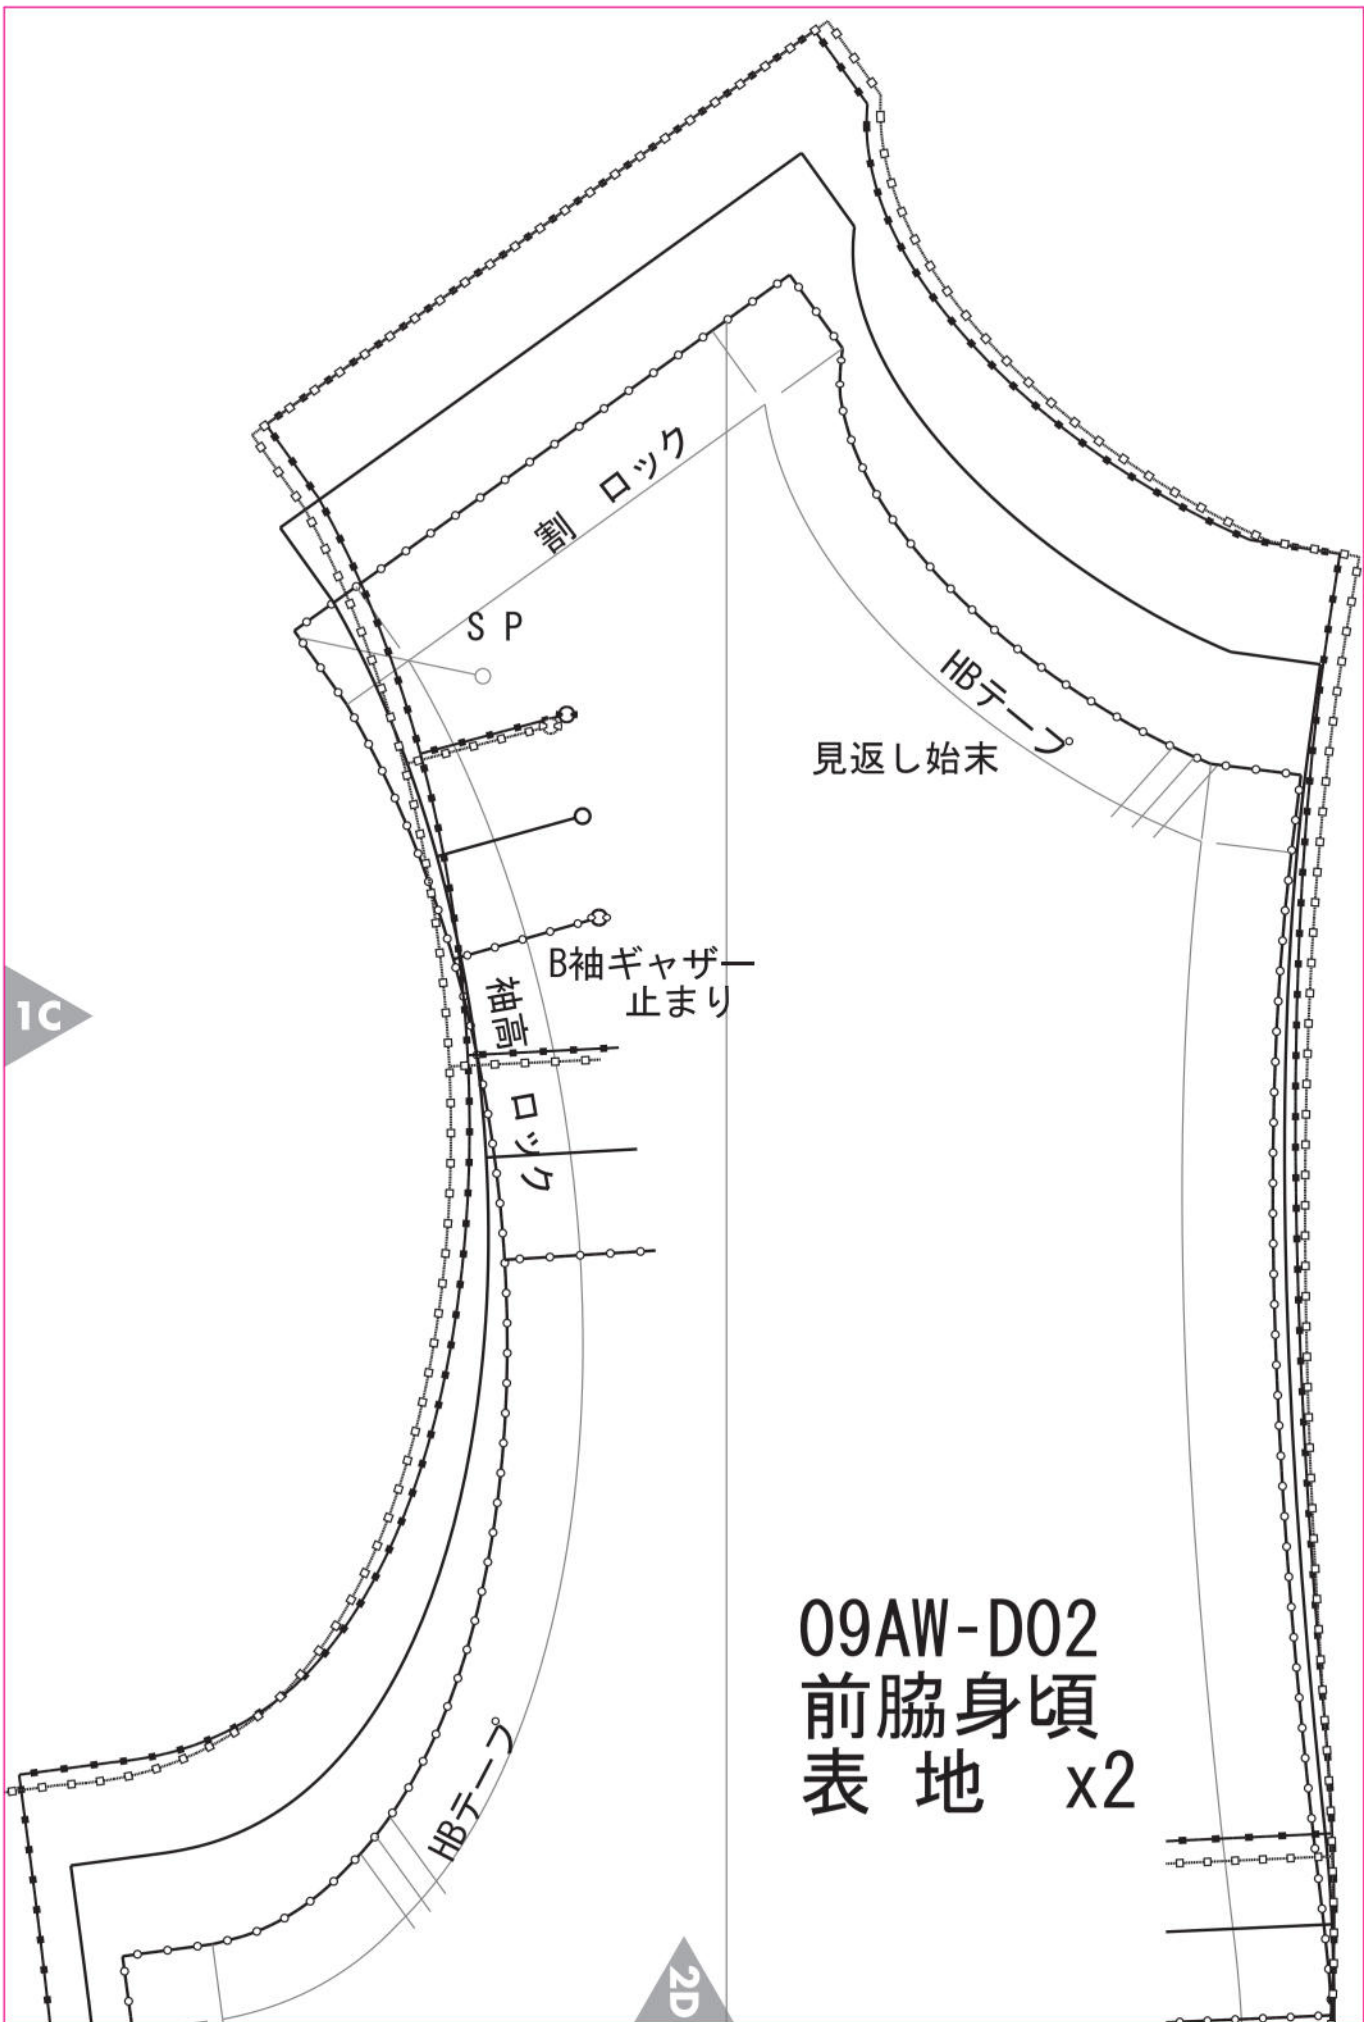 割 ロック
SP
HBテープ
見返し始末
B袖ギャザー
止まり
袖高 ロック
1C
09AW-D02
前脇身頃
表 地 x2
HBテープ
2D